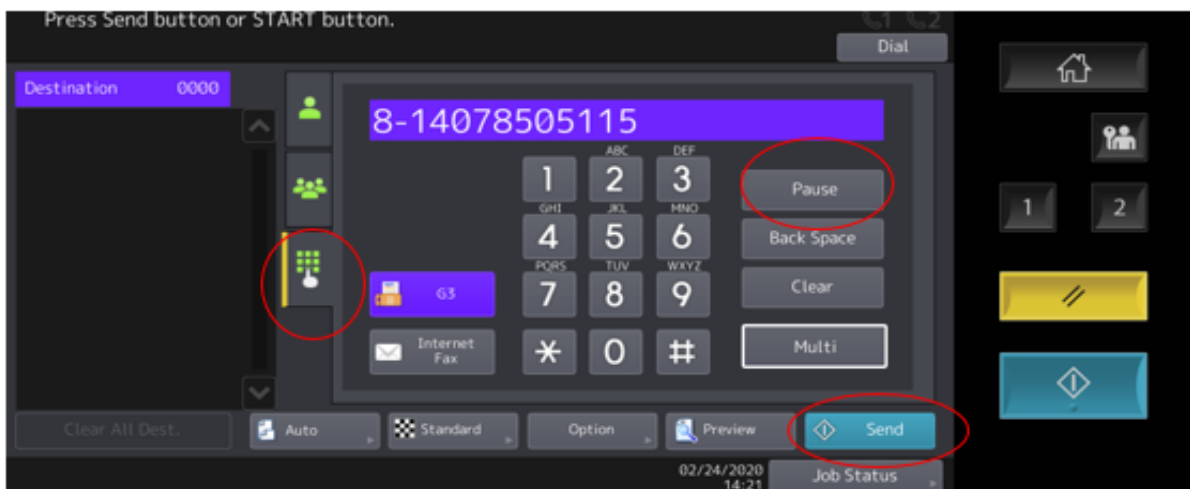 Press Send button or START button.
1 2
Dial
Destination 0000
8-14078505115
ABC DEF
1 2 3
Pause
GHI JKL MNO
4 5 6
Back Space
PQRS TUV WXYZ
G3
7 8 9
Clear
Internet
Fax
* 0 #
Multi
Clear All Dest.
Auto
Standard
Option
Preview
Send
02/24/2020
14:21
Job Status
1 2